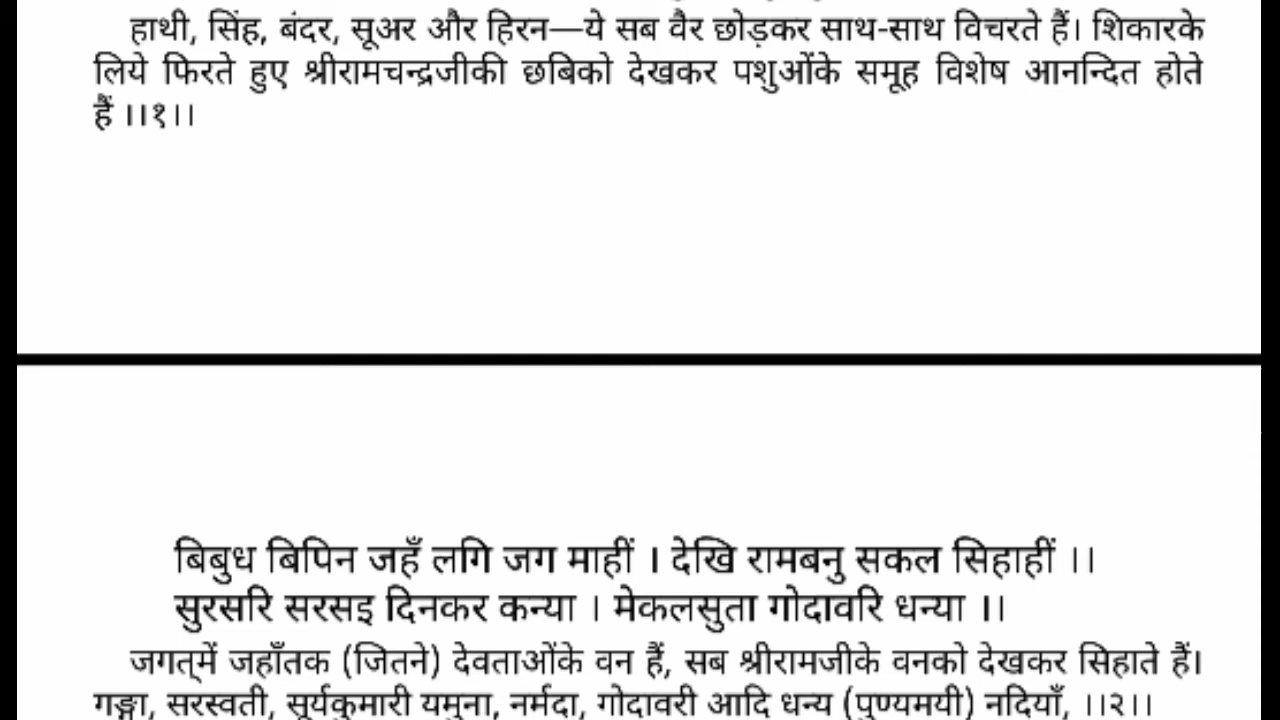 हाथी, सिंह, बंदर, सूअर और हिरन—ये सब वैर छोड़कर साथ-साथ विचरते हैं। शिकारके
लिये फिरते हुए श्रीरामचन्द्रजीकी छबिको देखकर पशुओंके समूह विशेष आनन्दित होते
हैं ।।१।।
बिबुध बिपिन जहँ लगि जग माहीं । देखि रामबनु सकल सिहाहीं ।।
सुरसरि सरसइ दिनकर कन्या । मेकलसुता गोदावरि धन्या ।।
जगत्‌में जहाँतक (जितने) देवताओंके वन हैं, सब श्रीरामजीके वनको देखकर सिहाते हैं।
गङ्गा, सरस्वती, सूर्यकुमारी यमुना, नर्मदा, गोदावरी आदि धन्य (पुण्यमयी) नदियाँ, ।।२।।